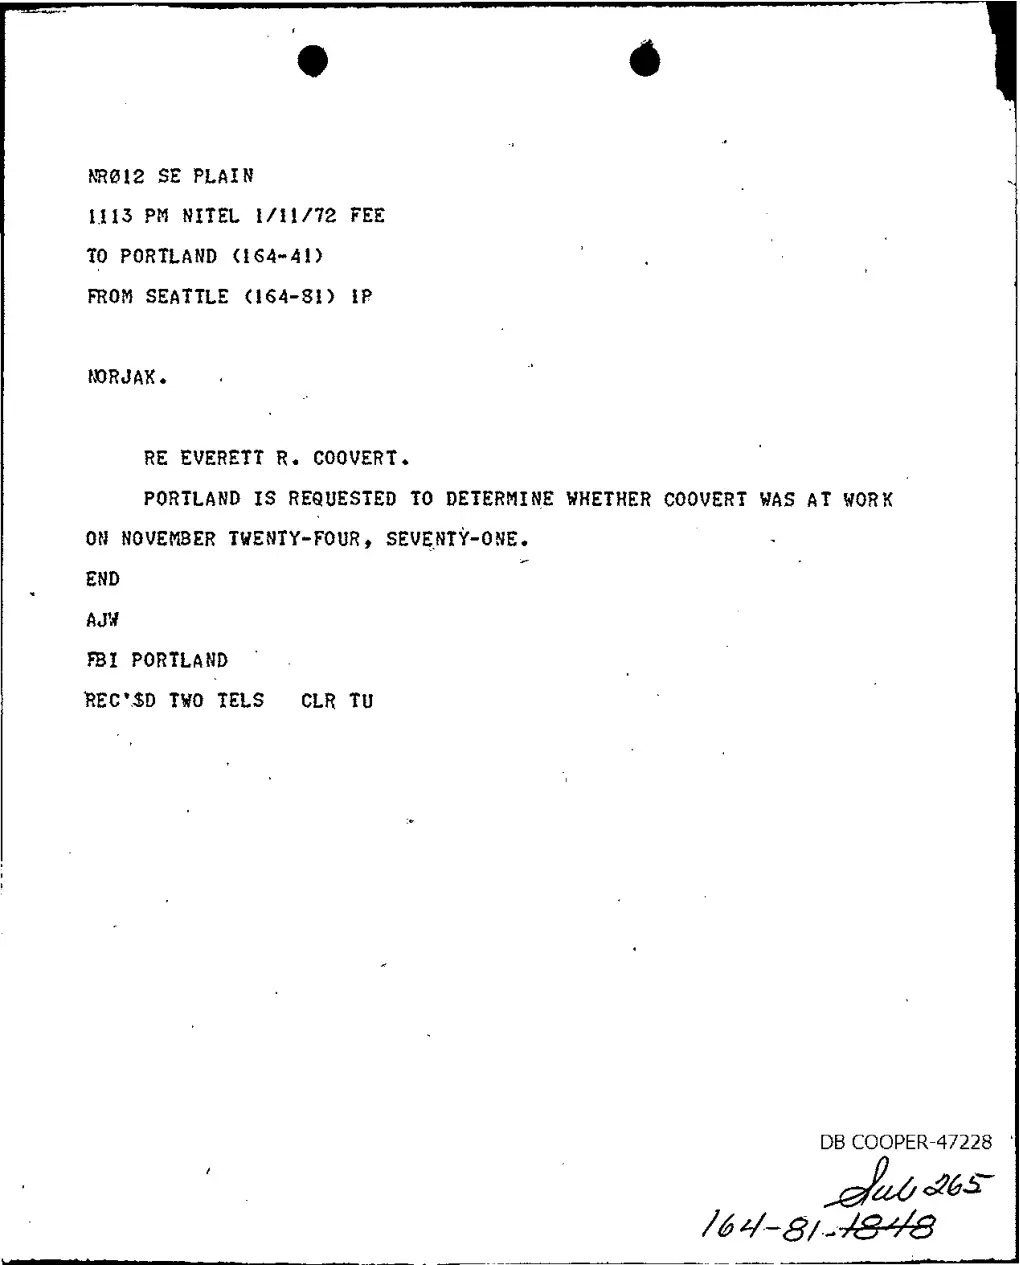 NRØ12 SE PLAIN
1113 PM NITEL 1/11/72 FEE
TO PORTLAND (164-41)
FROM SEATTLE (164-81) 1P
NORJAK.
RE EVERETT R. COOVERT.
PORTLAND IS REQUESTED TO DETERMINE WHETHER COOVERT WAS AT WORK
ON NOVEMBER TWENTY-FOUR, SEVENTY-ONE.
END
AJW
FBI PORTLAND
REC'$D TWO TELS CLR TU
DB COOPER-47228
Sub 265
164-81-1848